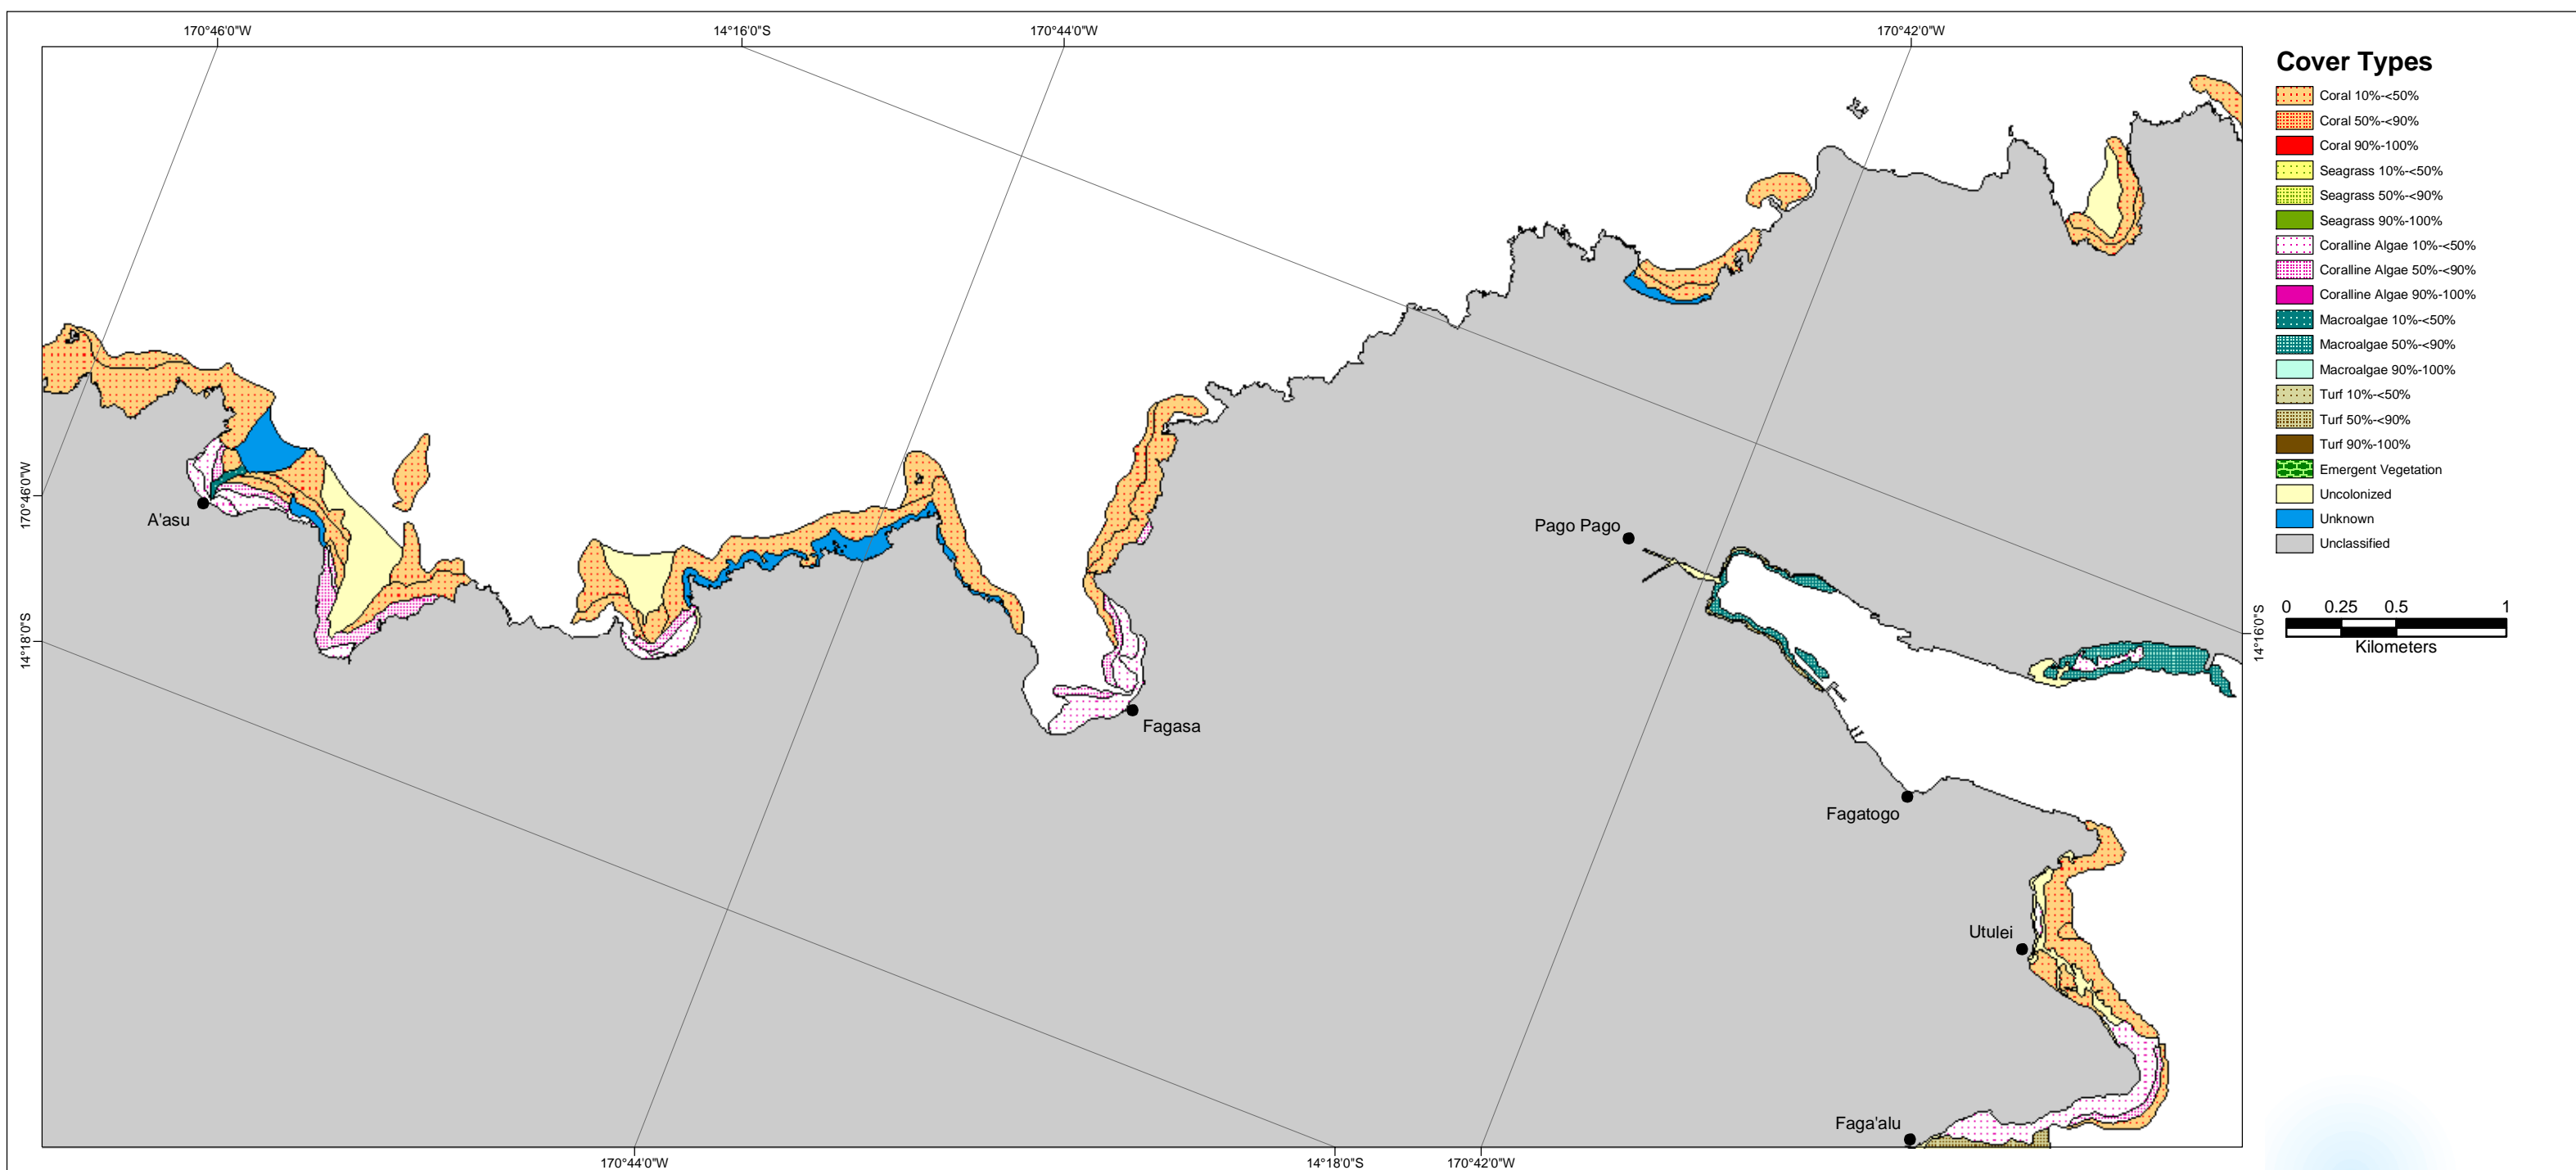 170°46'0"W
14°16'0"S
170°44'0"W
170°42'0"W
Cover Types
Coral 10%-<50%
Coral 50%-<90%
Coral 90%-100%
Seagrass 10%-<50%
Seagrass 50%-<90%
Seagrass 90%-100%
Coralline Algae 10%-<50%
Coralline Algae 50%-<90%
Coralline Algae 90%-100%
Macroalgae 10%-<50%
Macroalgae 50%-<90%
Macroalgae 90%-100%
Turf 10%-<50%
Turf 50%-<90%
Turf 90%-100%
Emergent Vegetation
Uncolonized
Unknown
Unclassified
0 0.25 0.5 1
Kilometers
170°46'0"W
14°18'0"S
14°16'0"S
A'asu
Pago Pago
Fagasa
Fagatogo
Utulei
Faga'alu
170°44'0"W
14°18'0"S
170°42'0"W